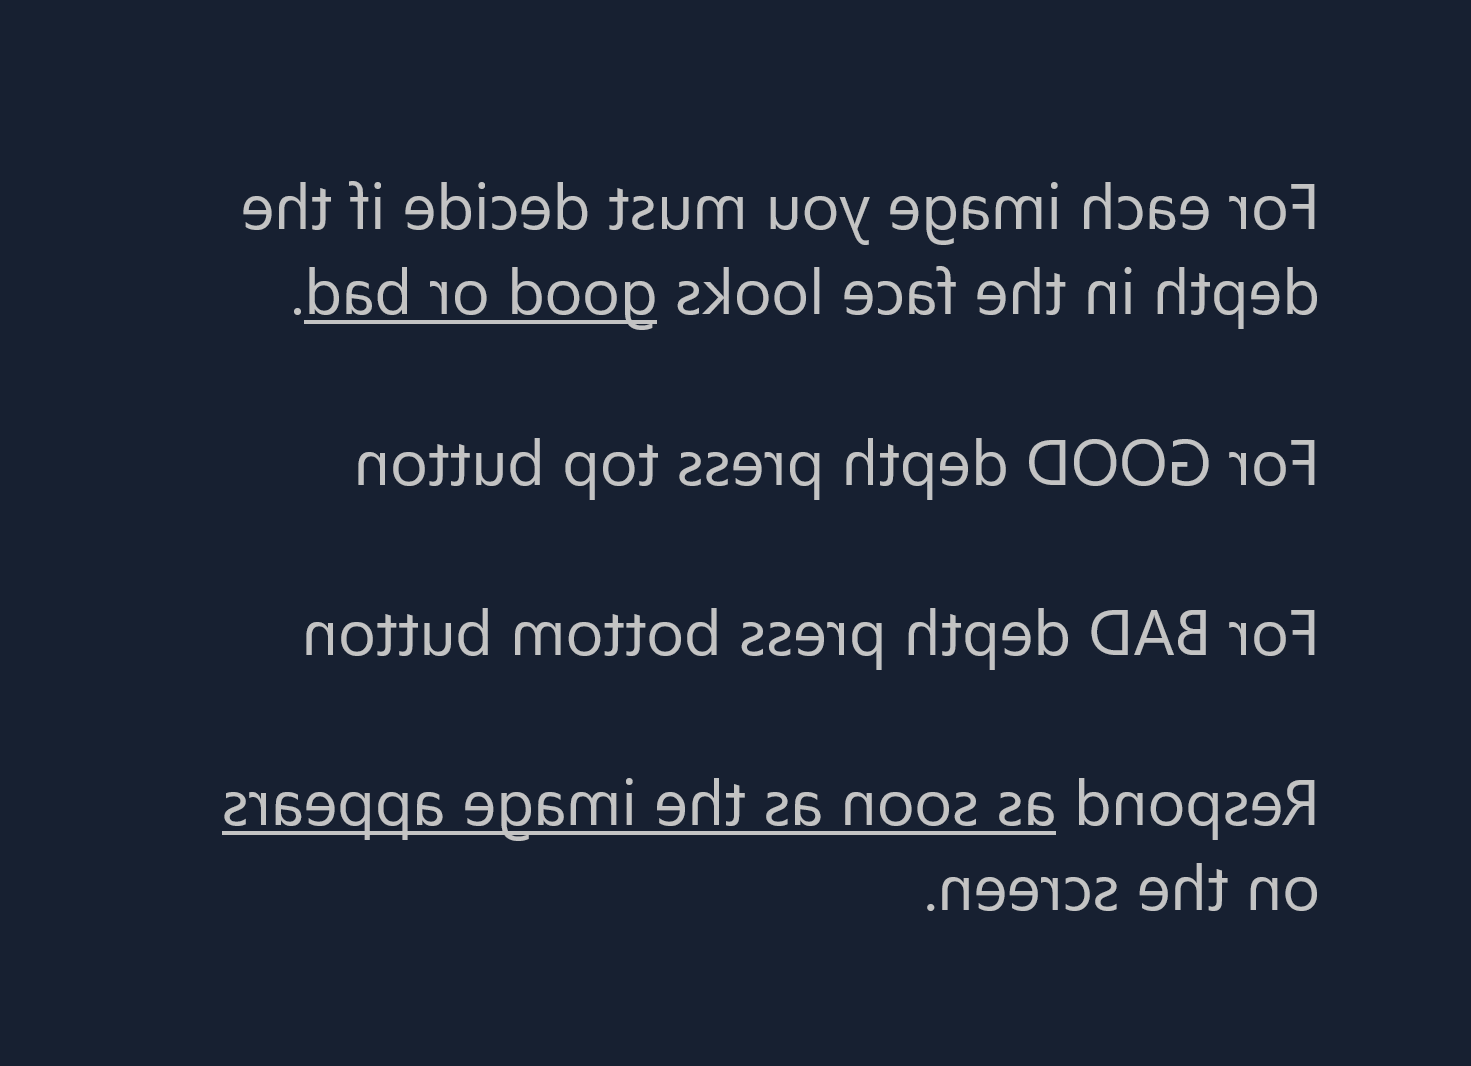 For each image you must decide if the
depth in the face looks good or bad.
For GOOD depth press top button
For BAD depth press bottom button
Respond as soon as the image appears
on the screen.